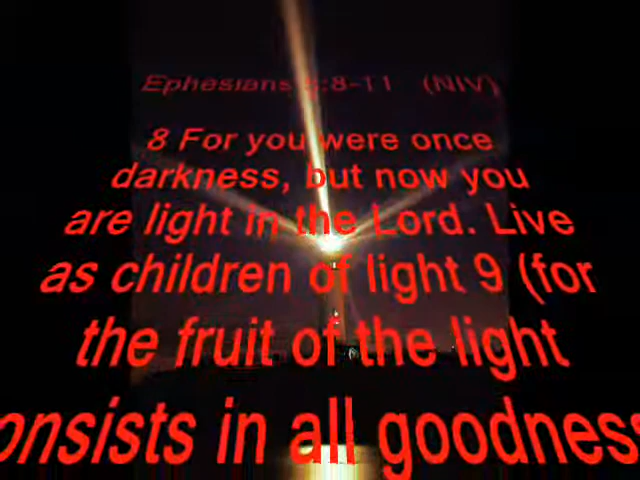 Ephesians 5:8-11 (NIV)
8 For you were once
darkness, but now you
are light in the Lord. Live
as children of light 9 (for
the fruit of the light
onsists in all goodness